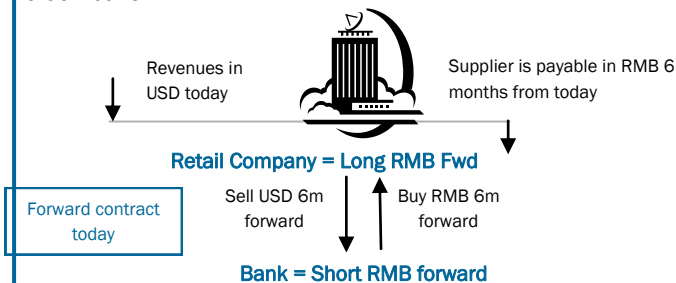 Revenues in
USD today
Supplier is payable in RMB 6
months from today
Retail Company = Long RMB Fwd
Sell USD 6m
forward
Buy RMB 6m
forward
Forward contract
today
Bank = Short RMB forward